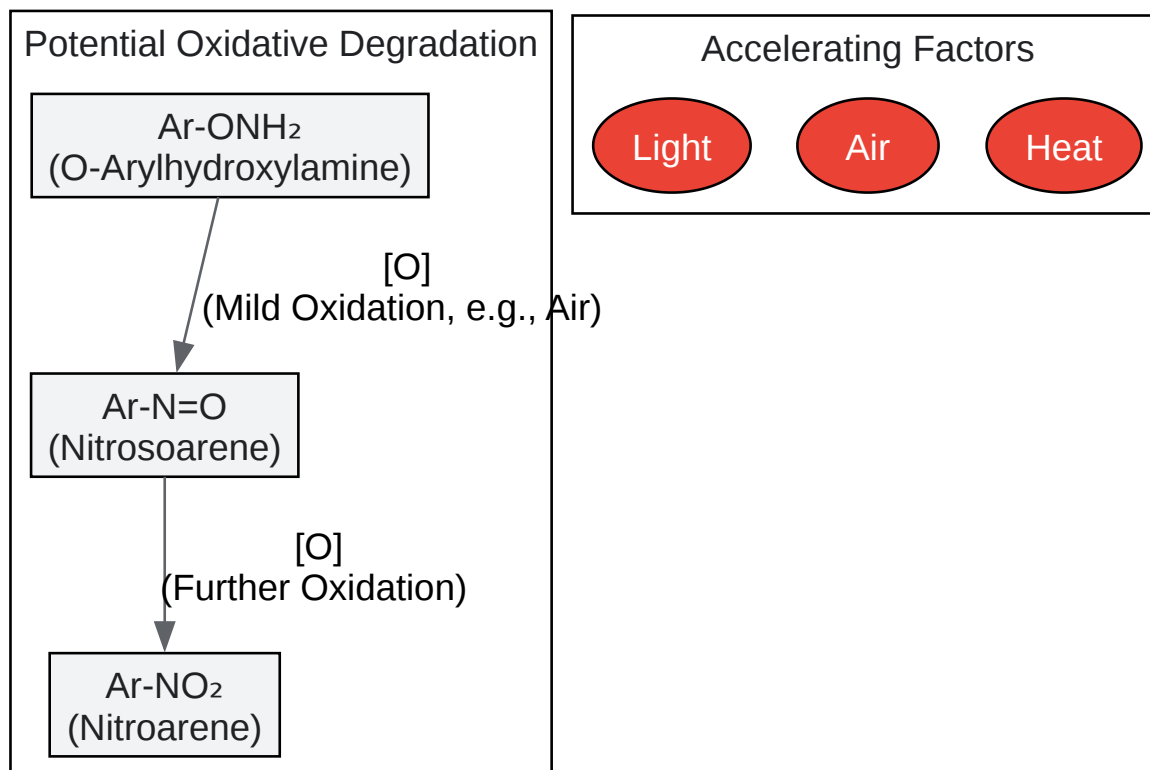 Potential Oxidative Degradation
Ar-ONH₂
(O-Arylhydroxylamine)
[O]
(Mild Oxidation, e.g., Air)
Ar-N=O
(Nitrosoarene)
[O]
(Further Oxidation)
Ar-NO₂
(Nitroarene)
Accelerating Factors
Light
Air
Heat